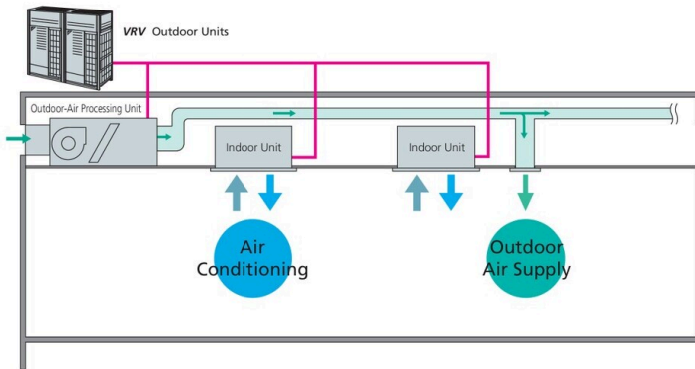 VRV Outdoor Units
Outdoor-Air Processing Unit
Indoor Unit
Indoor Unit
Air
Conditioning
Outdoor
Air Supply